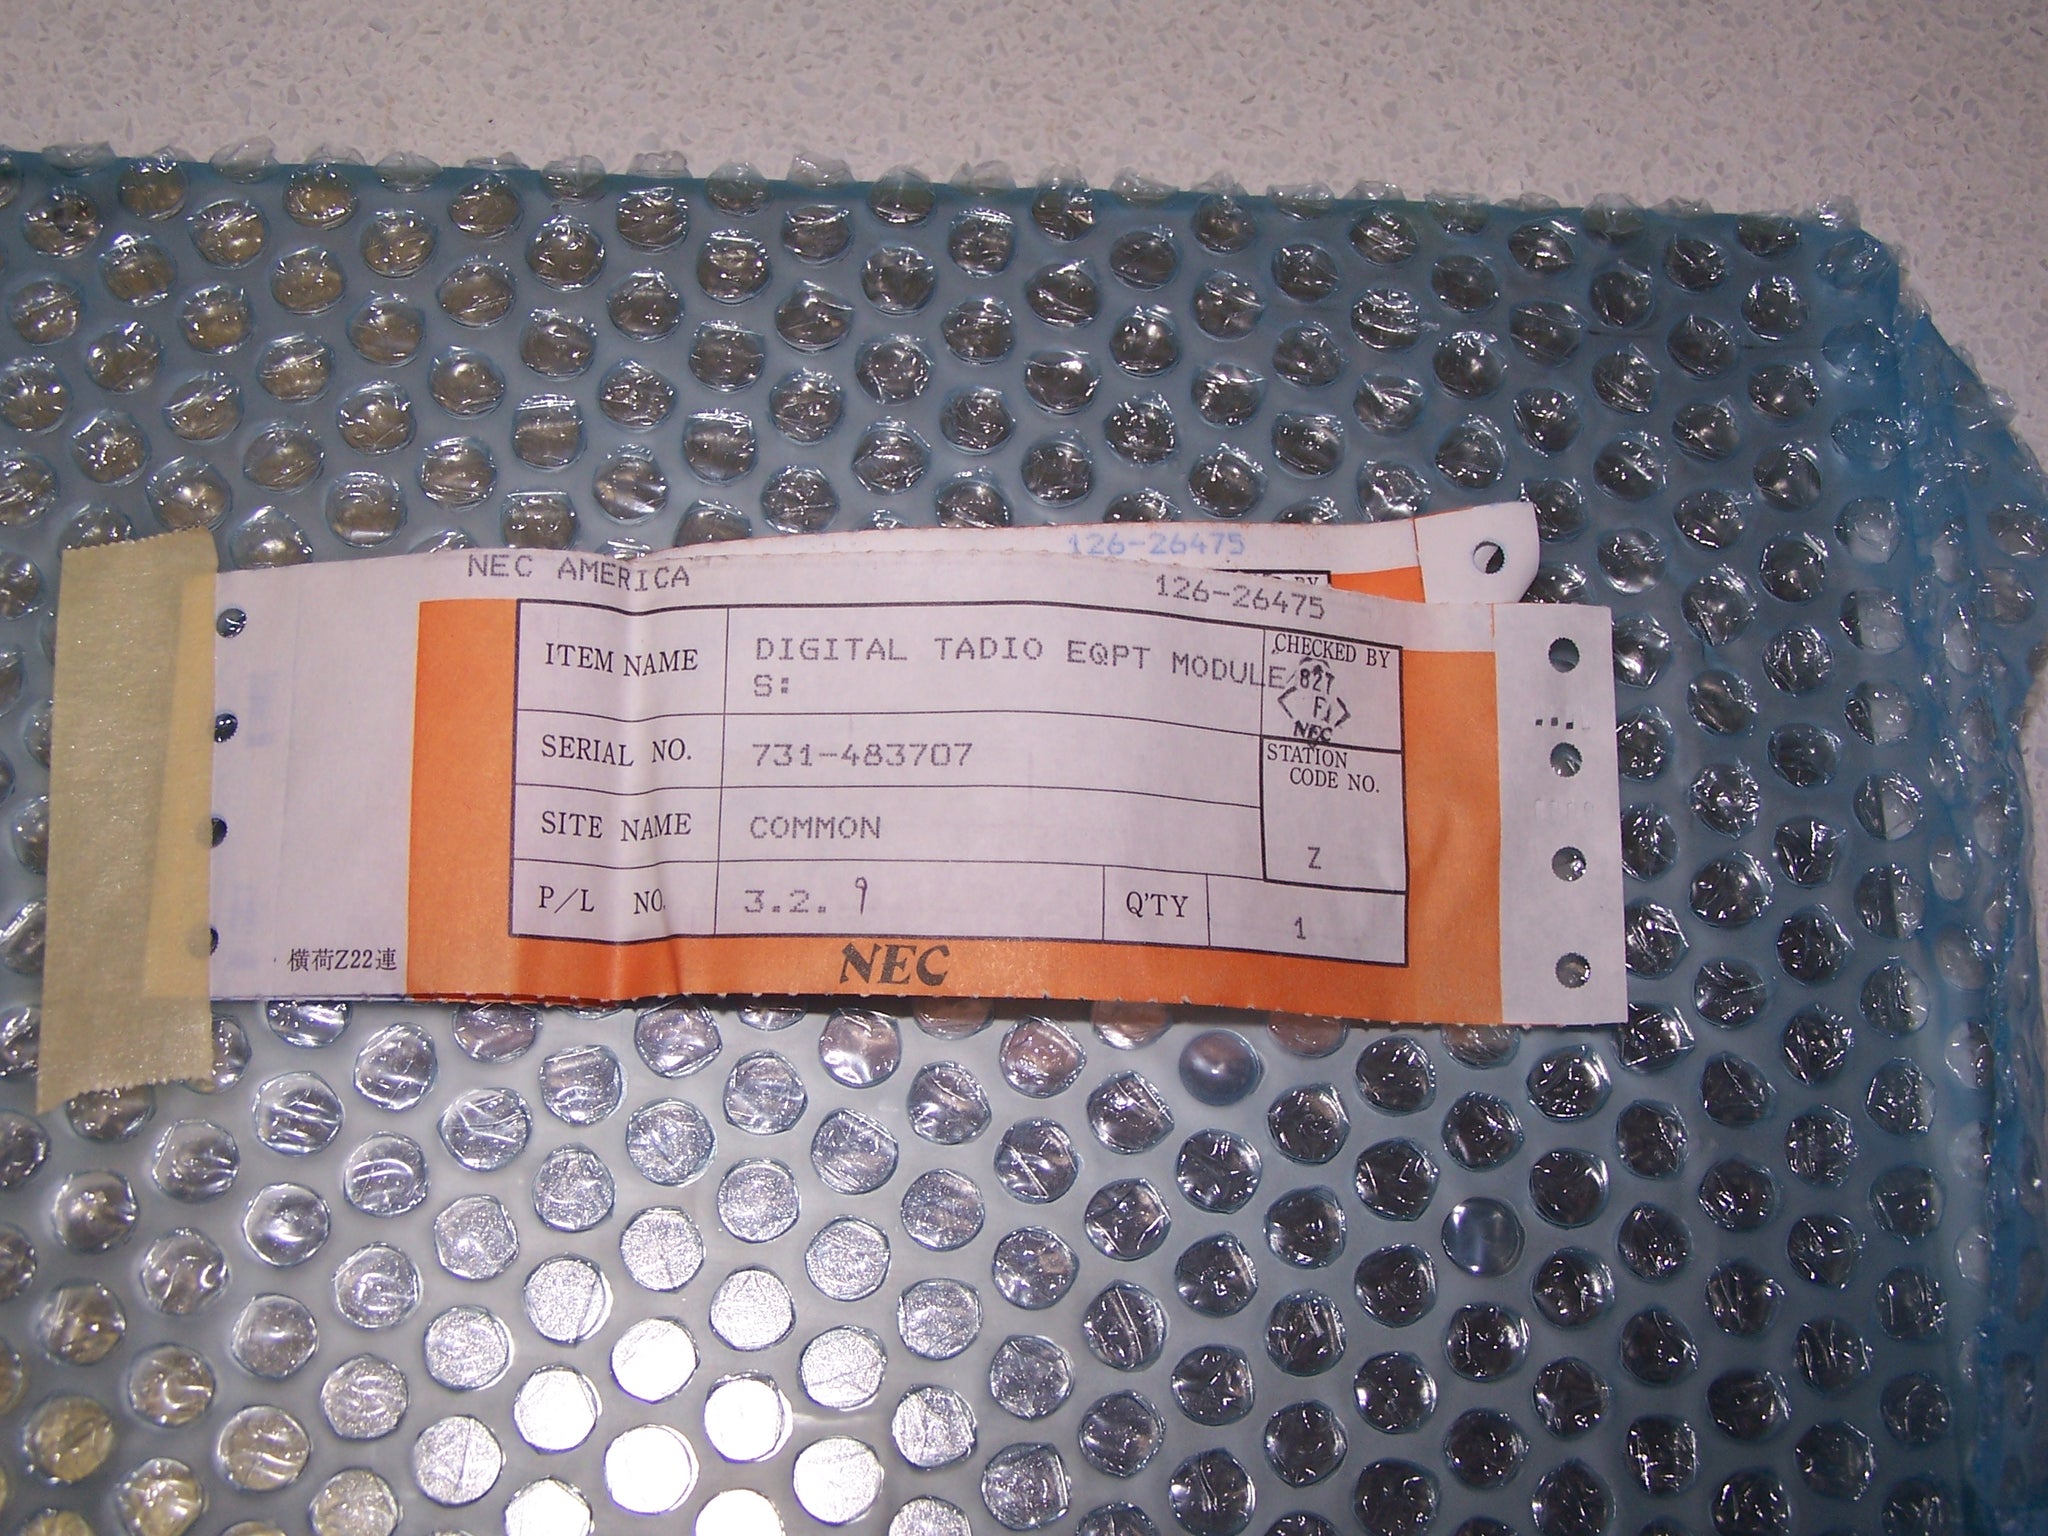 126-26475
NEC AMERICA 126-26475
ITEM NAME DIGITAL TADIO EQPT MODULE
S:
CHECKED BY
827
F1
NEC
SERIAL NO. 731-483707
STATION
CODE NO.
Z
SITE NAME COMMON
P/L NO. 3.2. 9 Q'TY 1
横荷Z22連
NEC